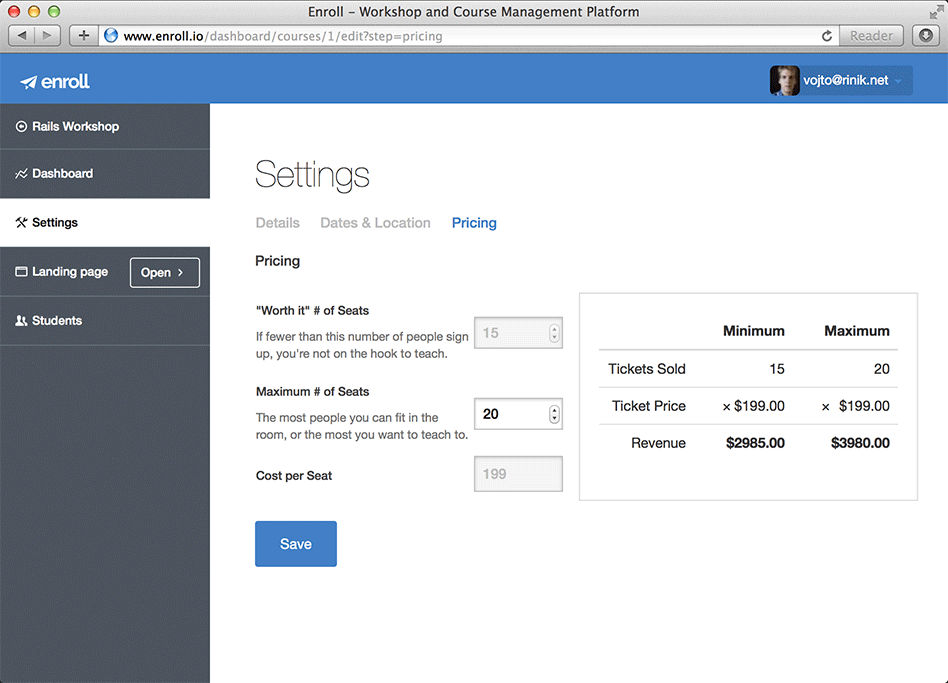 Enroll – Workshop and Course Management Platform
www.enroll.io/dashboard/courses/1/edit?step=pricing
Reader
enroll
vojto@rinik.net
Rails Workshop
Dashboard
Settings
Landing page
Open
Students
Settings
Details
Dates & Location
Pricing
Pricing
"Worth it" # of Seats
If fewer than this number of people sign
up, you're not on the hook to teach.
15
Maximum # of Seats
The most people you can fit in the
room, or the most you want to teach to.
20
Cost per Seat
199
Save
Minimum Maximum
Tickets Sold 15 20
Ticket Price × $199.00 × $199.00
Revenue $2985.00 $3980.00